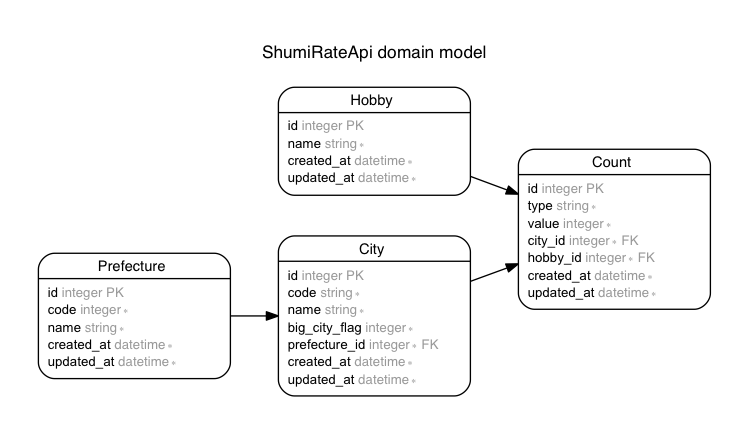 ShumiRateApi domain model
Hobby
id integer PK
name string ∗
created_at datetime ∗
updated_at datetime ∗
Count
id integer PK
type string ∗
value integer ∗
city_id integer ∗ FK
hobby_id integer ∗ FK
created_at datetime ∗
updated_at datetime ∗
Prefecture
id integer PK
code integer ∗
name string ∗
created_at datetime ∗
updated_at datetime ∗
City
id integer PK
code string ∗
name string ∗
big_city_flag integer ∗
prefecture_id integer ∗ FK
created_at datetime ∗
updated_at datetime ∗